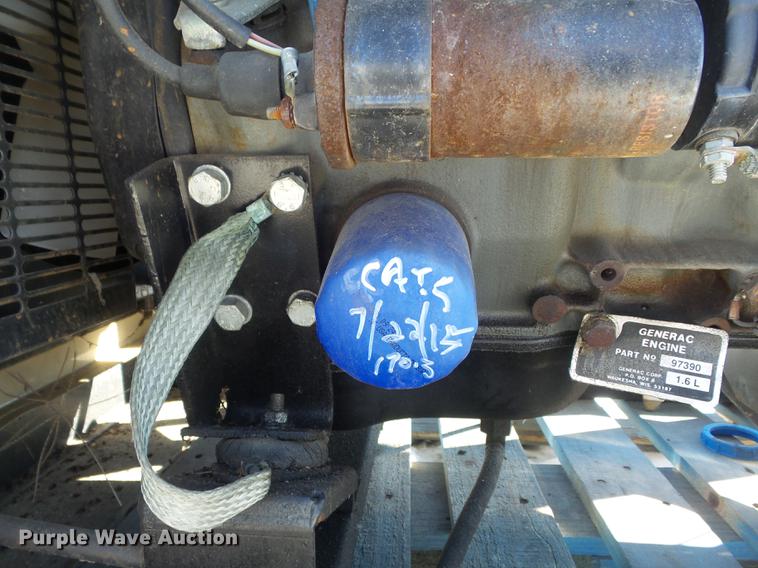 CAT.5
7/22/15
170.3
GENERAC
ENGINE
PART NO 97390
GENERAC CORP.
P.O. BOX 8
WAUKESHA, WIS. 53187
1.6 L
Purple Wave Auction